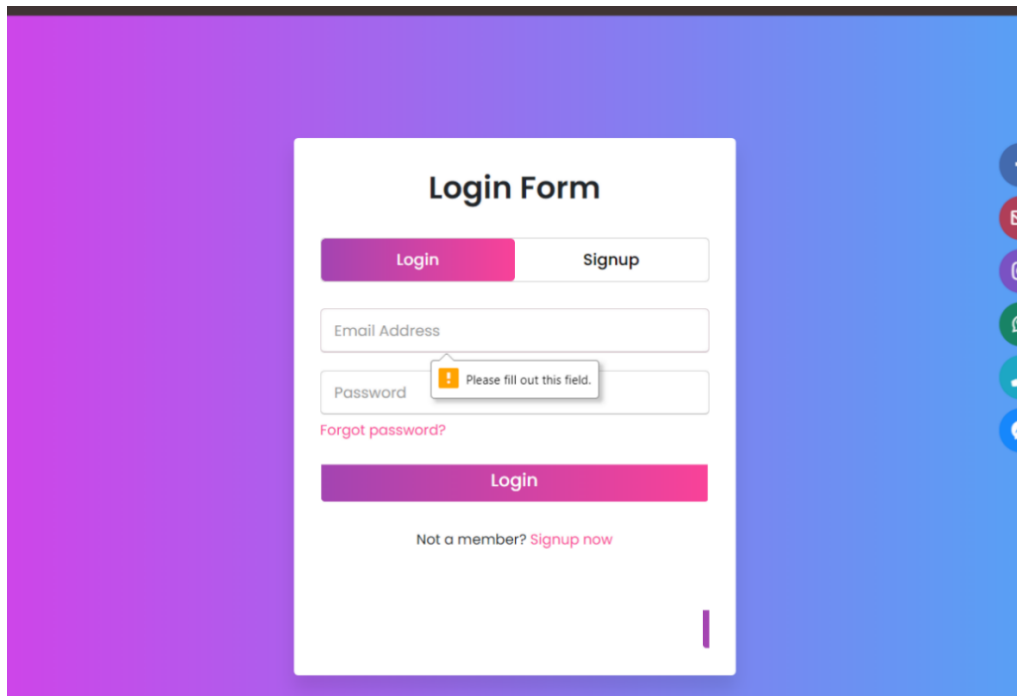 Login Form
Login Signup
Email Address
Please fill out this field.
Password
Forgot password?
Login
Not a member? Signup now